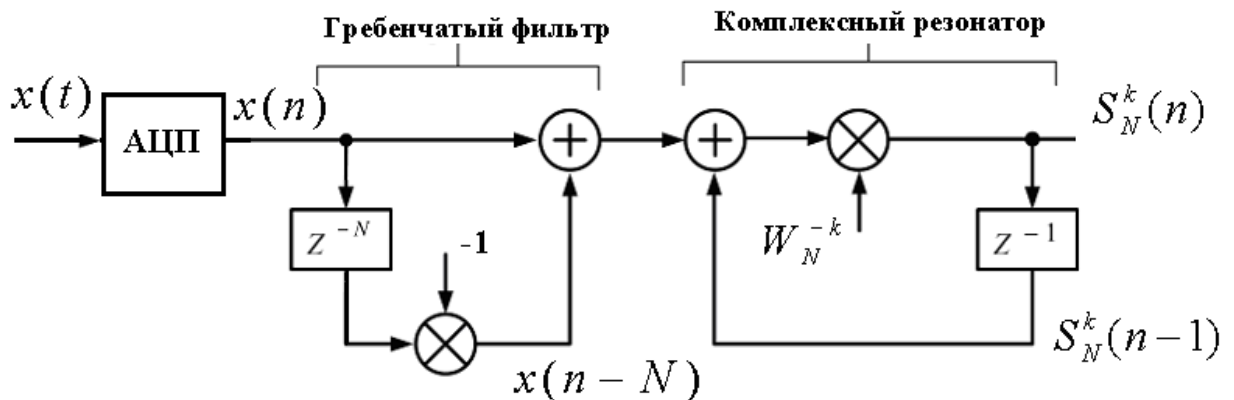 Гребенчатый фильтр
Комплексный резонатор
x(t)
АЦП
x(n)
S_N^k(n)
Z^{-N}
-1
W_N^{-k}
Z^{-1}
x(n-N)
S_N^k(n-1)